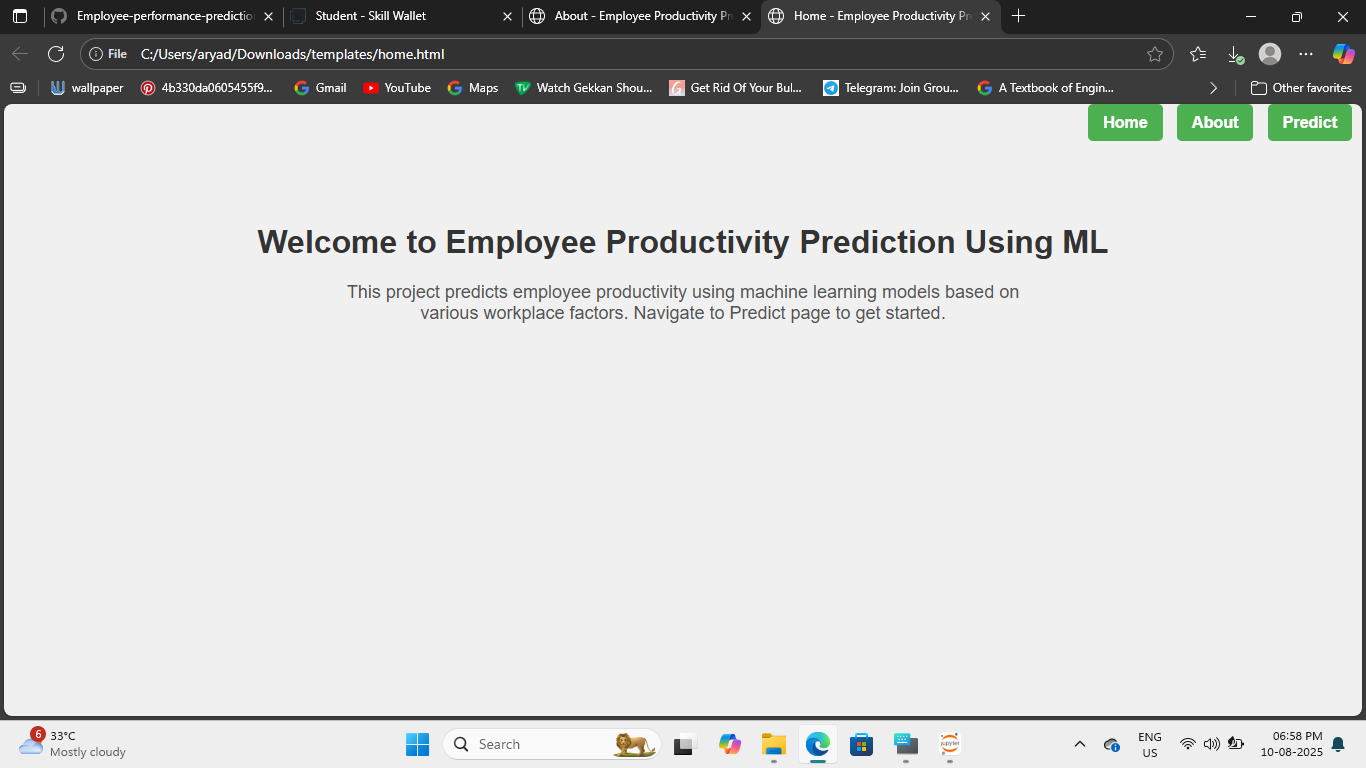 Employee-performance-prediction
Student - Skill Wallet
About - Employee Productivity Pr
Home - Employee Productivity Pr
File C:/Users/aryad/Downloads/templates/home.html
wallpaper
4b330da0605455f9...
Gmail
YouTube
Maps
Watch Gekkan Shou...
Get Rid Of Your Bul...
Telegram: Join Grou...
A Textbook of Engin...
Other favorites
Home About Predict
Welcome to Employee Productivity Prediction Using ML
This project predicts employee productivity using machine learning models based on
various workplace factors. Navigate to Predict page to get started.
6
33°C
Mostly cloudy
Search
jupyter
ENG
US
06:58 PM
10-08-2025